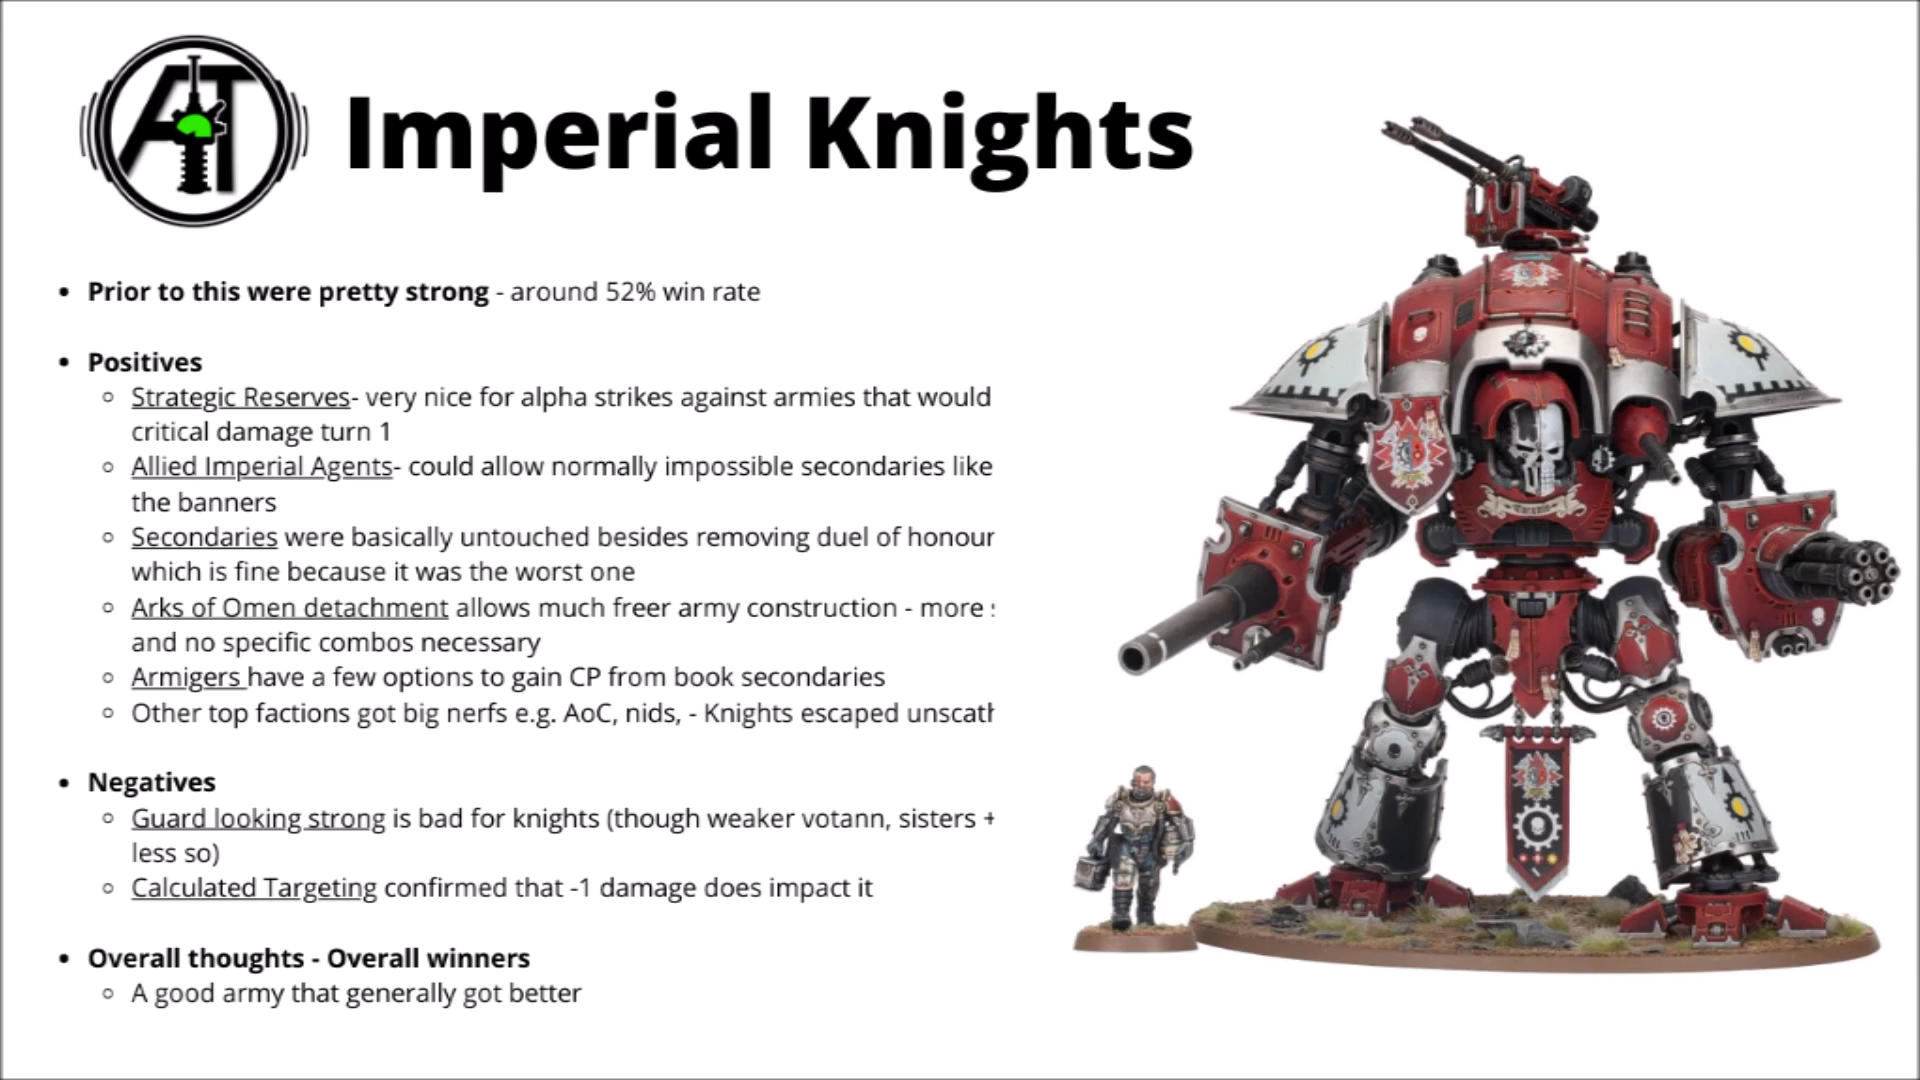 AT
Imperial Knights
• Prior to this were pretty strong - around 52% win rate
• Positives
◦ Strategic Reserves- very nice for alpha strikes against armies that would
critical damage turn 1
◦ Allied Imperial Agents- could allow normally impossible secondaries like
the banners
◦ Secondaries were basically untouched besides removing duel of honour
which is fine because it was the worst one
◦ Arks of Omen detachment allows much freer army construction - more
and no specific combos necessary
◦ Armigers have a few options to gain CP from book secondaries
◦ Other top factions got big nerfs e.g. AoC, nids, - Knights escaped
• Negatives
◦ Guard looking strong is bad for knights (though weaker votann, sisters +
less so)
◦ Calculated Targeting confirmed that -1 damage does impact it
• Overall thoughts - Overall winners
◦ A good army that generally got better